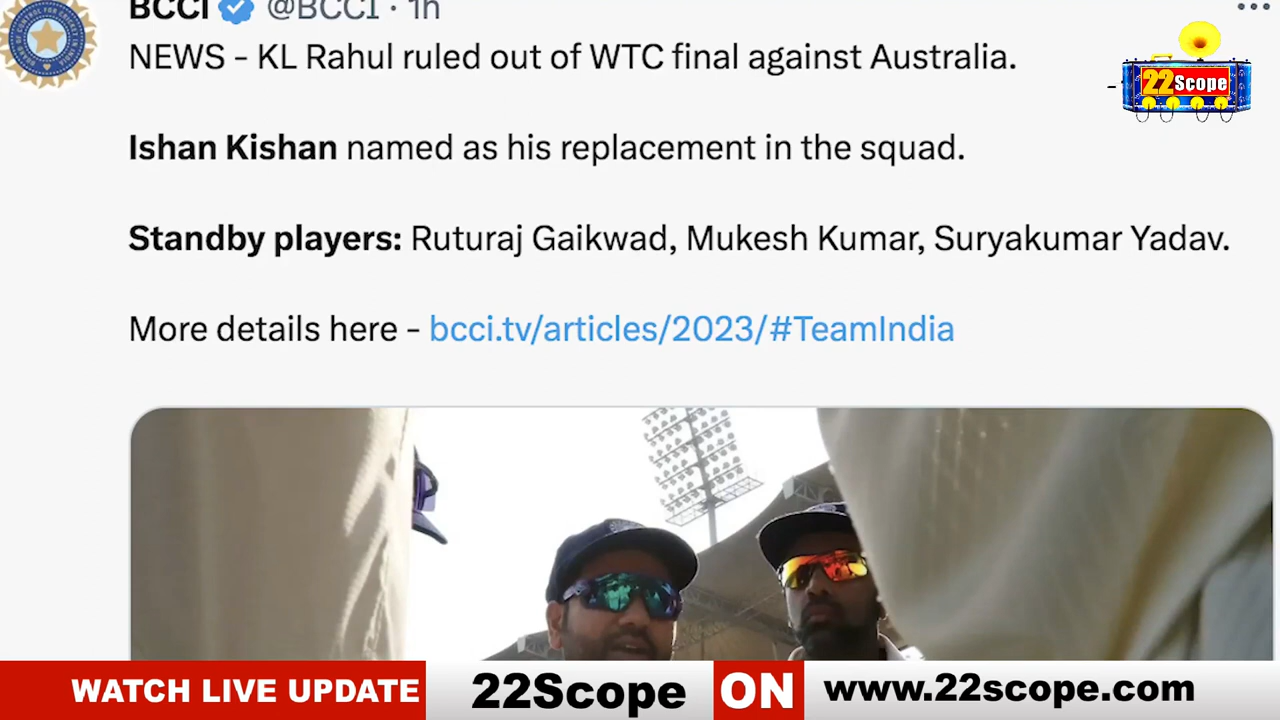 BCCI @BCCI · 1h
NEWS - KL Rahul ruled out of WTC final against Australia.
22Scope
Ishan Kishan named as his replacement in the squad.
Standby players: Ruturaj Gaikwad, Mukesh Kumar, Suryakumar Yadav.
More details here - bcci.tv/articles/2023/#TeamIndia
WATCH LIVE UPDATE 22Scope ON www.22scope.com